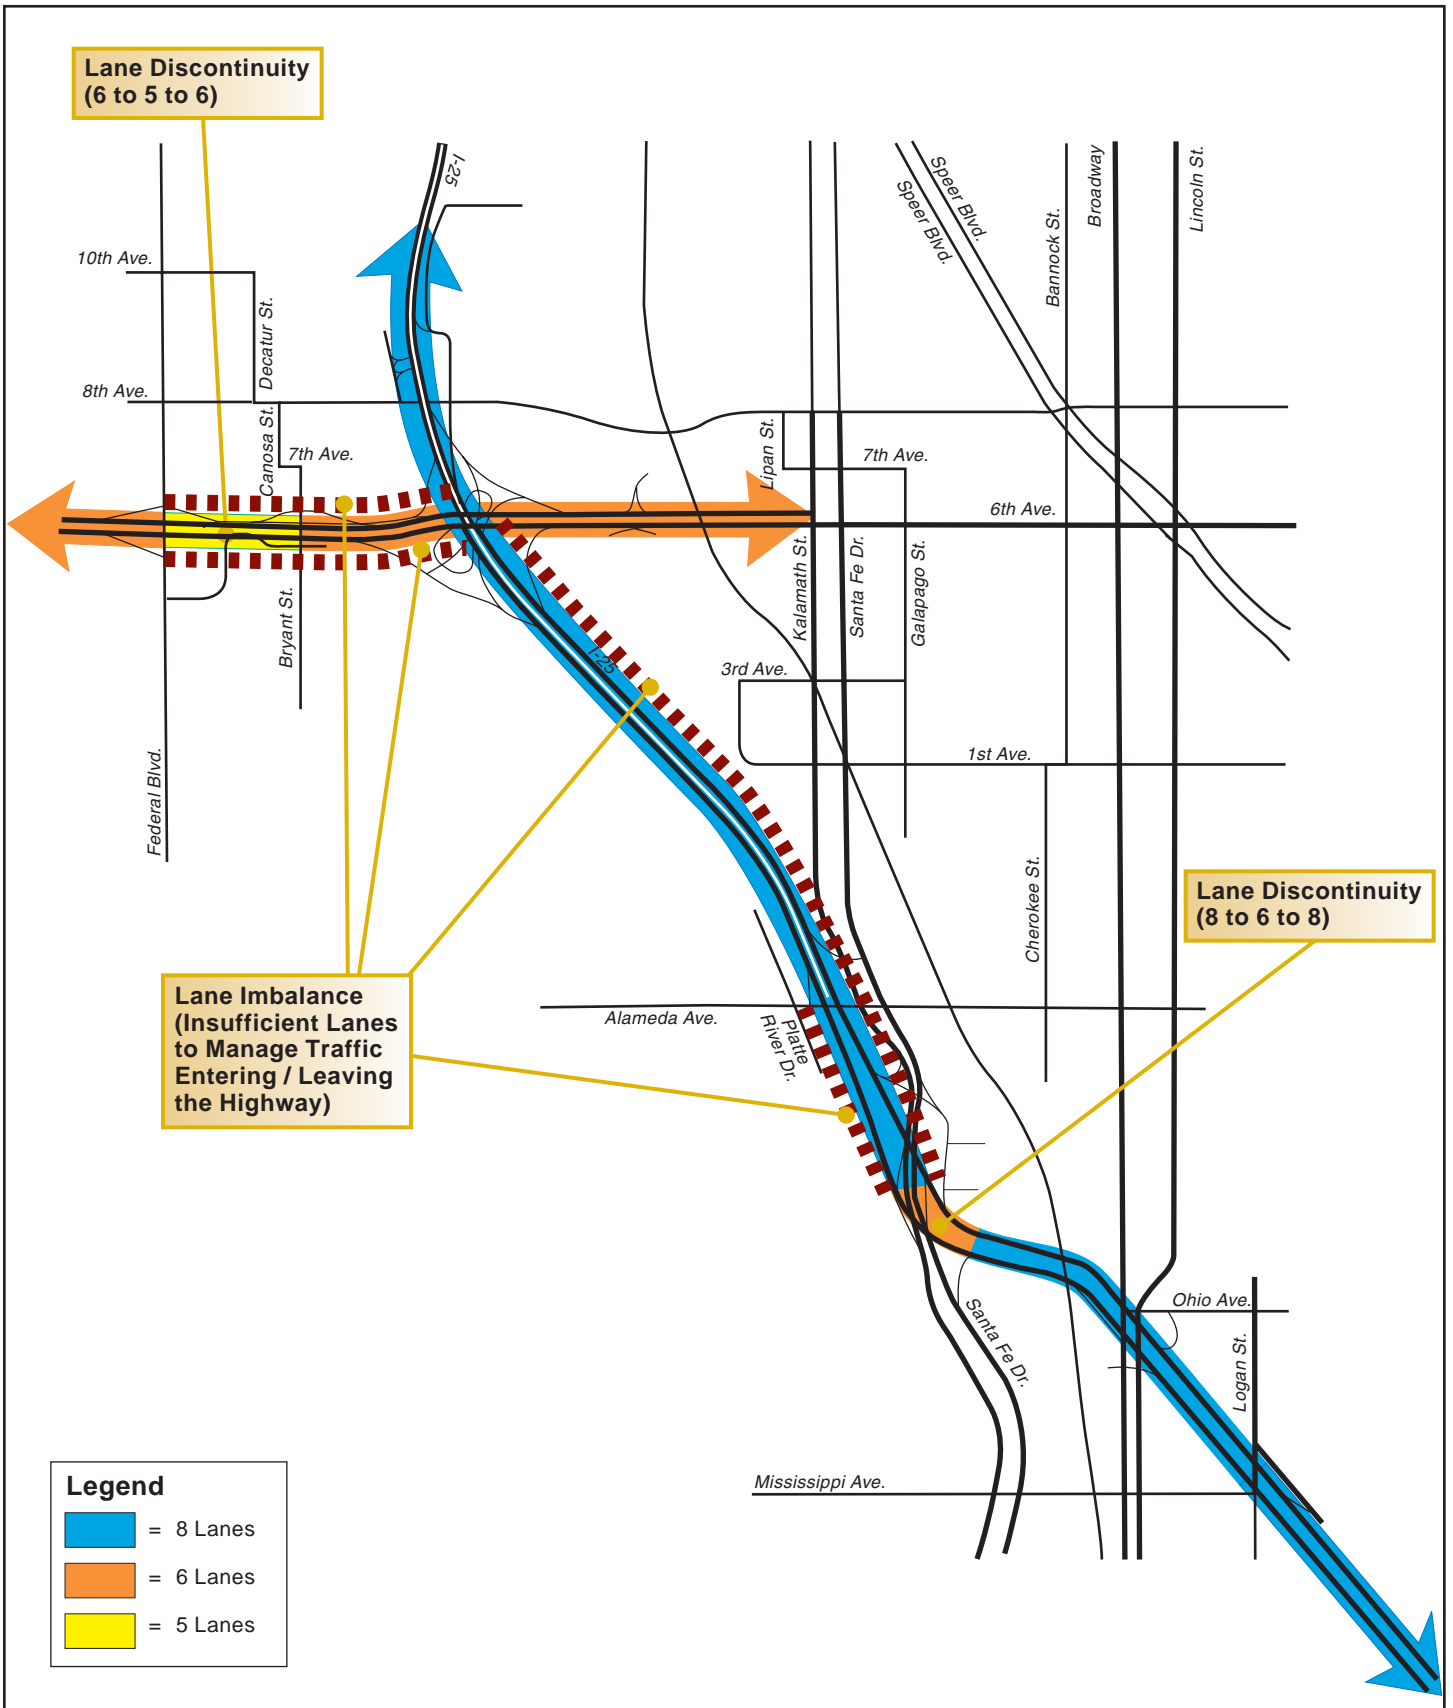 Lane Discontinuity
(6 to 5 to 6)
I-25
Speer Blvd.
Speer Blvd.
Bannock St.
Broadway
Lincoln St.
10th Ave.
Decatur St.
8th Ave.
Canosa St.
7th Ave.
Lipan St.
7th Ave.
6th Ave.
Kalamath St.
Santa Fe Dr.
Galapago St.
Bryant St.
I-25
3rd Ave.
1st Ave.
Federal Blvd.
Cherokee St.
Lane Discontinuity
(8 to 6 to 8)
Lane Imbalance
(Insufficient Lanes
to Manage Traffic
Entering / Leaving
the Highway)
Alameda Ave.
Platte
River Dr.
Santa Fe Dr.
Ohio Ave.
Logan St.
Mississippi Ave.
Legend
= 8 Lanes
= 6 Lanes
= 5 Lanes